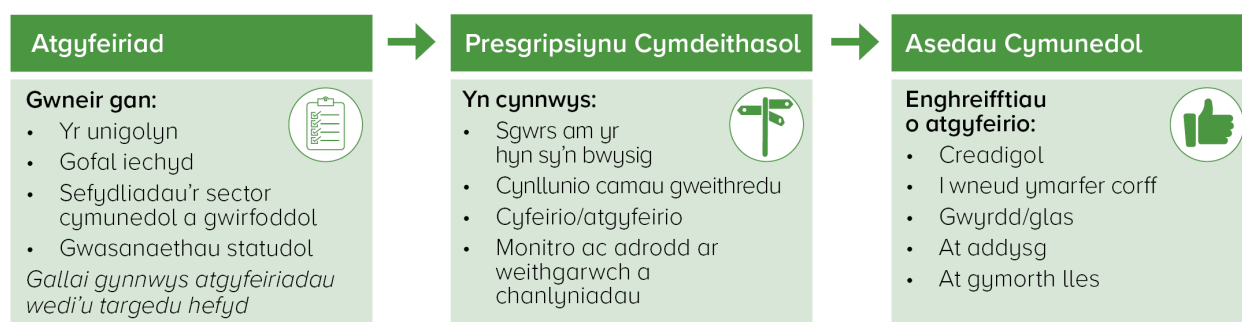 Atgyfeiriad
Gwneir gan:
• Yr unigolyn
• Gofal iechyd
• Sefydliadau'r sector
cymunedol a gwirfoddol
• Gwasanaethau statudol
Gallai gynnwys atgyfeiriadau
wedi'u targedu hefyd
Presgripsiynu Cymdeithasol
Yn cynnwys:
• Sgwrs am yr
hyn sy'n bwysig
• Cynllunio camau gweithredu
• Cyfeirio/atgyfeirio
• Monitro ac adrodd ar
weithgarwch a
chanlyniadau
Asedau Cymunedol
Enghreifftiau
o atgyfeirio:
• Creadigol
• I wneud ymarfer corff
• Gwyrdd/glas
• At addysg
• At gymorth lles